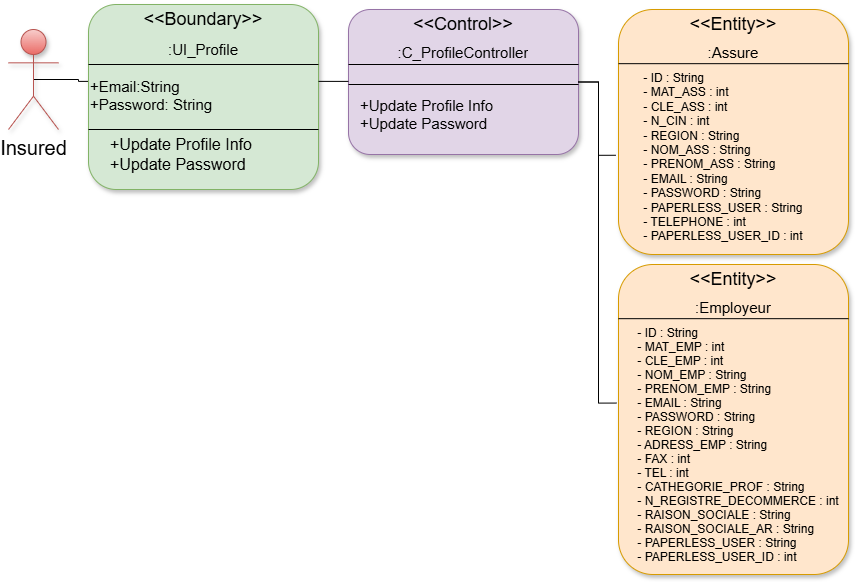 Insured
<<Boundary>>
:UI_Profile
+Email:String
+Password: String
+Update Profile Info
+Update Password
<<Control>>
:C_ProfileController
+Update Profile Info
+Update Password
<<Entity>>
:Assure
- ID : String
- MAT_ASS : int
- CLE_ASS : int
- N_CIN : int
- REGION : String
- NOM_ASS : String
- PRENOM_ASS : String
- EMAIL : String
- PASSWORD : String
- PAPERLESS_USER : String
- TELEPHONE : int
- PAPERLESS_USER_ID : int
<<Entity>>
:Employeur
- ID : String
- MAT_EMP : int
- CLE_EMP : int
- NOM_EMP : String
- PRENOM_EMP : String
- EMAIL : String
- PASSWORD : String
- REGION : String
- ADRESS_EMP : String
- FAX : int
- TEL : int
- CATHEGORIE_PROF : String
- N_REGISTRE_DECOMMERCE : int
- RAISON_SOCIALE : String
- RAISON_SOCIALE_AR : String
- PAPERLESS_USER : String
- PAPERLESS_USER_ID : int